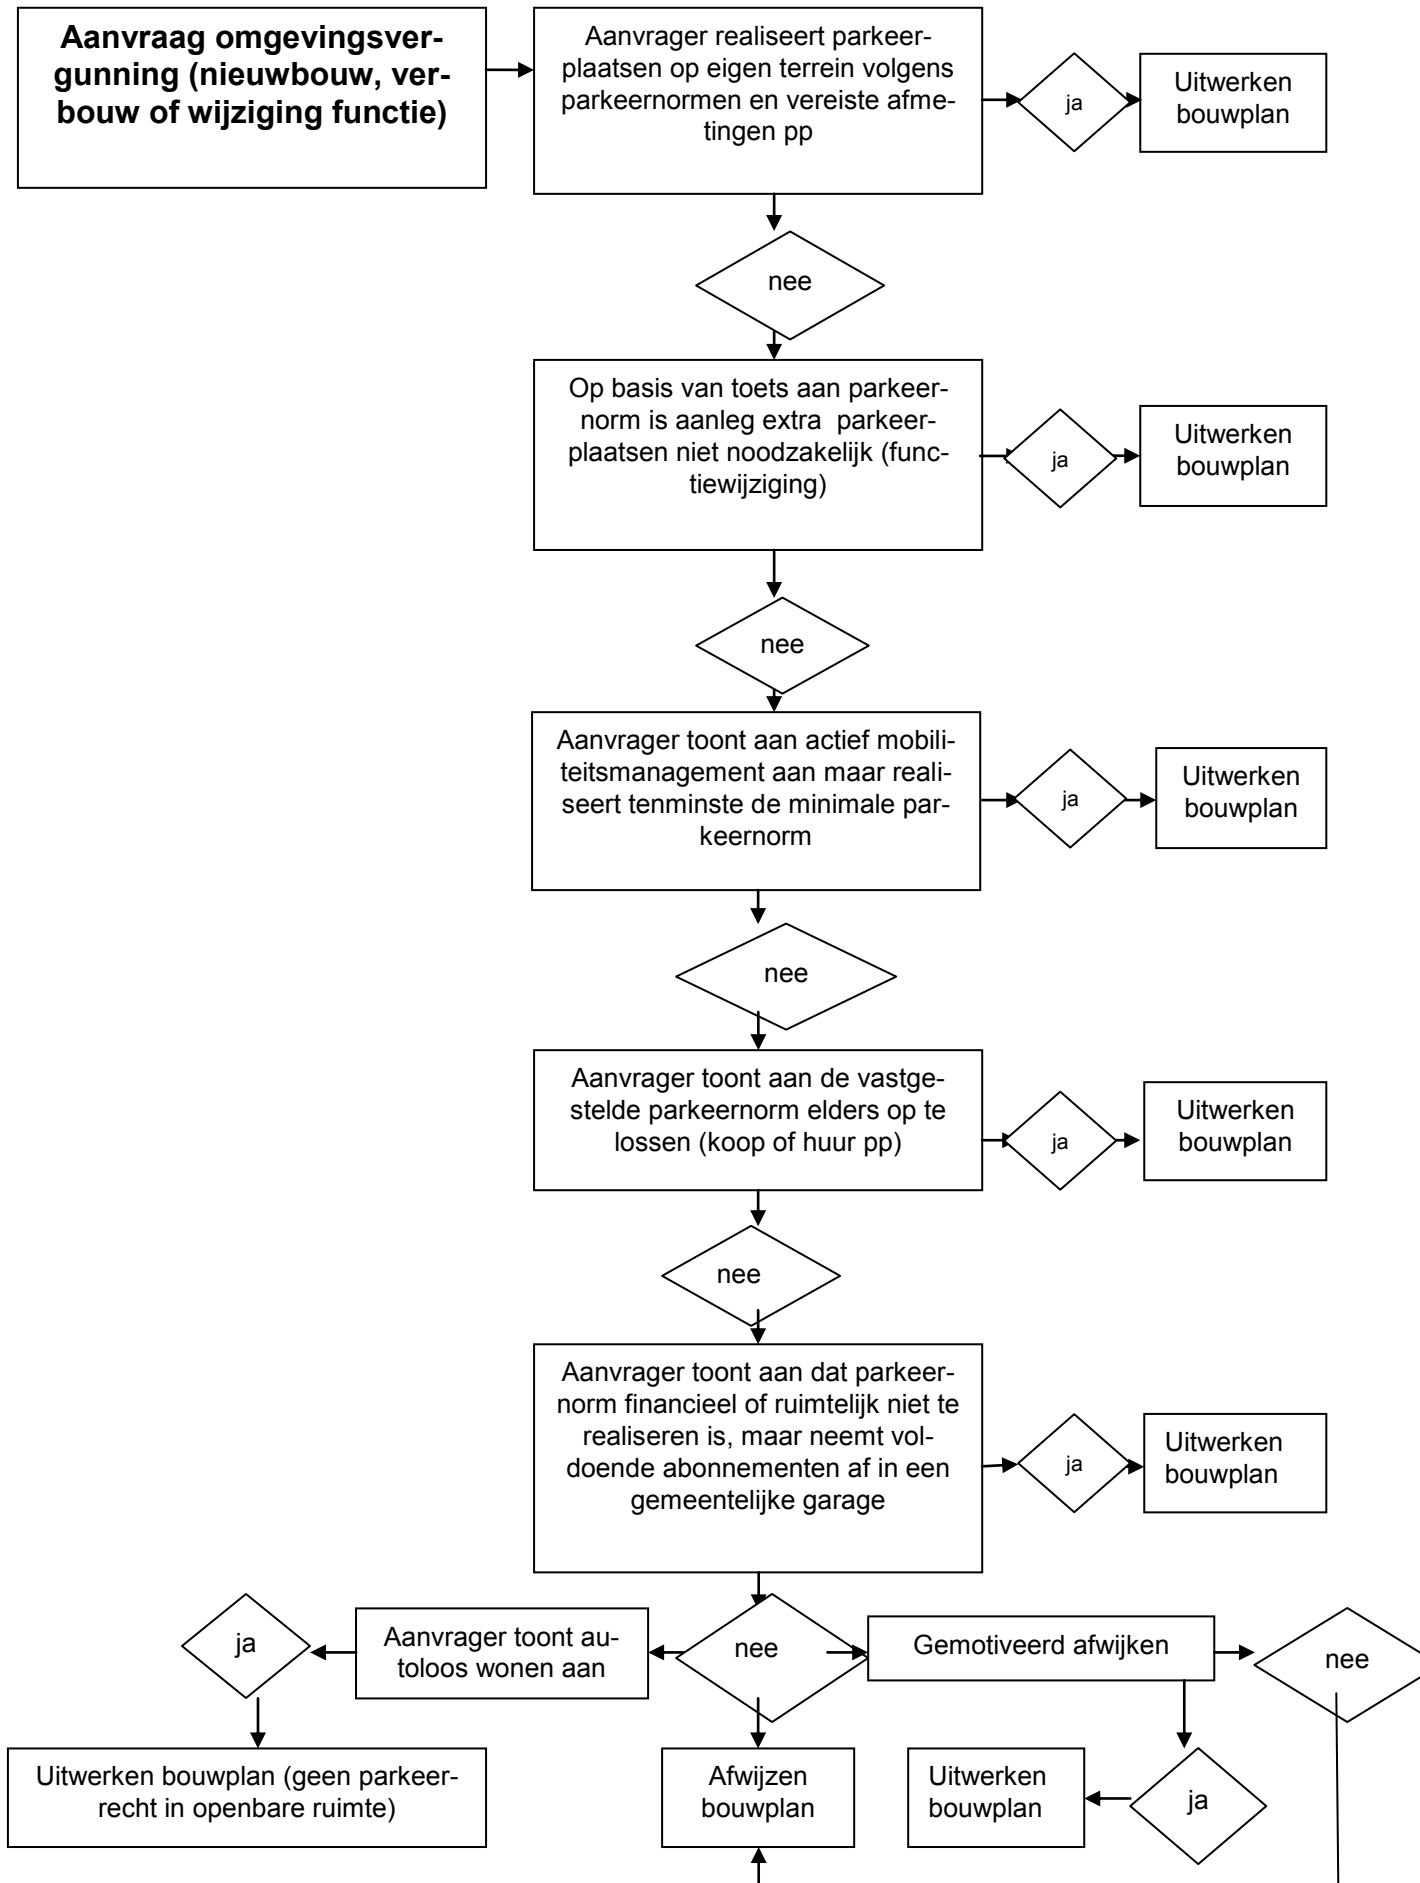 Aanvraag omgevingsver-
gunning (nieuwbouw, ver-
bouw of wijziging functie)
Aanvrager realiseert parkeer-
plaatsen op eigen terrein volgens
parkeernormen en vereiste afme-
tingen pp
ja
Uitwerken
bouwplan
nee
Op basis van toets aan parkeer-
norm is aanleg extra  parkeer-
plaatsen niet noodzakelijk (func-
tiewijziging)
ja
Uitwerken
bouwplan
nee
Aanvrager toont aan actief mobili-
teitsmanagement aan maar reali-
seert tenminste de minimale par-
keernorm
ja
Uitwerken
bouwplan
nee
Aanvrager toont aan de vastge-
stelde parkeernorm elders op te
lossen (koop of huur pp)
ja
Uitwerken
bouwplan
nee
Aanvrager toont aan dat parkeer-
norm financieel of ruimtelijk niet te
realiseren is, maar neemt vol-
doende abonnementen af in een
gemeentelijke garage
ja
Uitwerken
bouwplan
ja
Aanvrager toont au-
toloos wonen aan
nee
Gemotiveerd afwijken
nee
Uitwerken bouwplan (geen parkeer-
recht in openbare ruimte)
Afwijzen
bouwplan
Uitwerken
bouwplan
ja